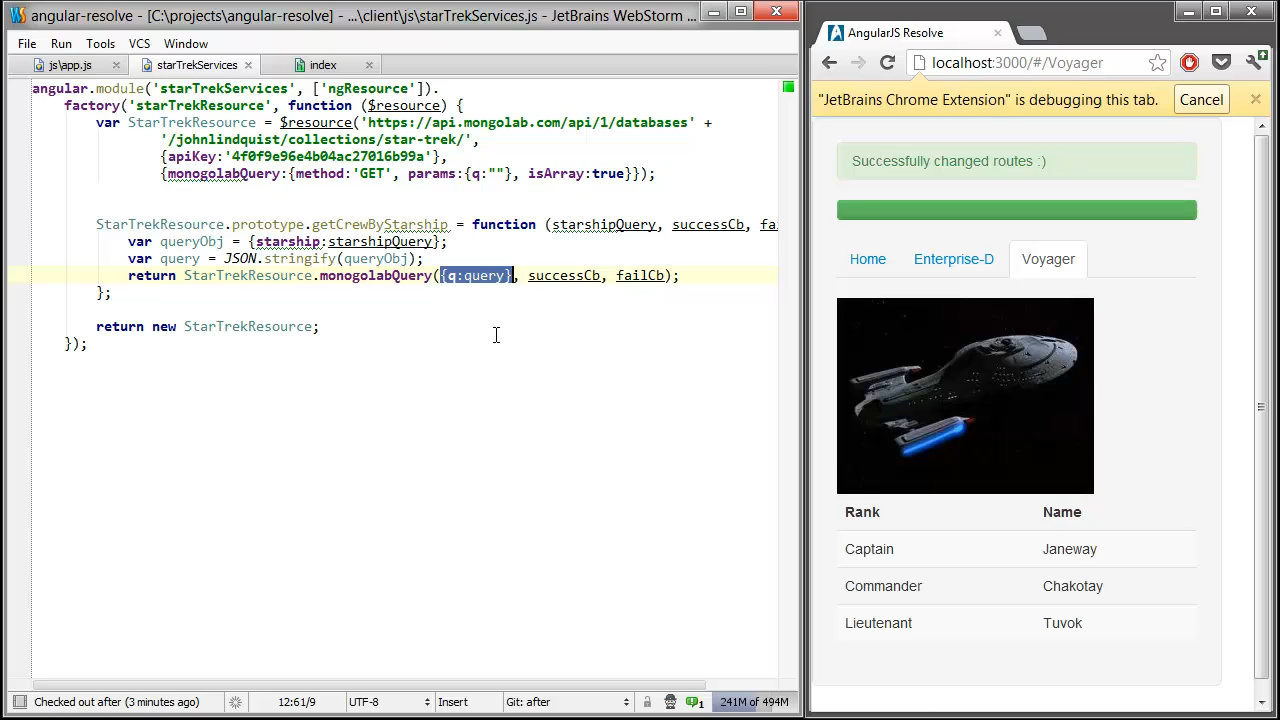 angular-resolve - [C:\projects\angular-resolve] - ...\client\js\starTrekServices.js - JetBrains WebStorm ...
File Run Tools VCS Window
js\app.js starTrekServices index
angular.module('starTrekServices', ['ngResource']).
factory('starTrekResource', function ($resource) {
var StarTrekResource = $resource('https://api.mongolab.com/api/1/databases' +
'/johnlindquist/collections/star-trek/',
{apiKey:'4f0f9e96e4b04ac27016b99a'},
{monogolabQuery:{method:'GET', params:{q:""}, isArray:true}});
StarTrekResource.prototype.getCrewByStarship = function (starshipQuery, successCb, fa
var queryObj = {starship:starshipQuery};
var query = JSON.stringify(queryObj);
return StarTrekResource.monogolabQuery({q:query}, successCb, failCb);
};
return new StarTrekResource;
});
Checked out after (3 minutes ago) 12:61/9 UTF-8 Insert Git: after 1 241M of 494M
AngularJS Resolve
localhost:3000/#/Voyager
"JetBrains Chrome Extension" is debugging this tab. Cancel
Successfully changed routes :)
Home Enterprise-D Voyager
Rank Name
Captain Janeway
Commander Chakotay
Lieutenant Tuvok